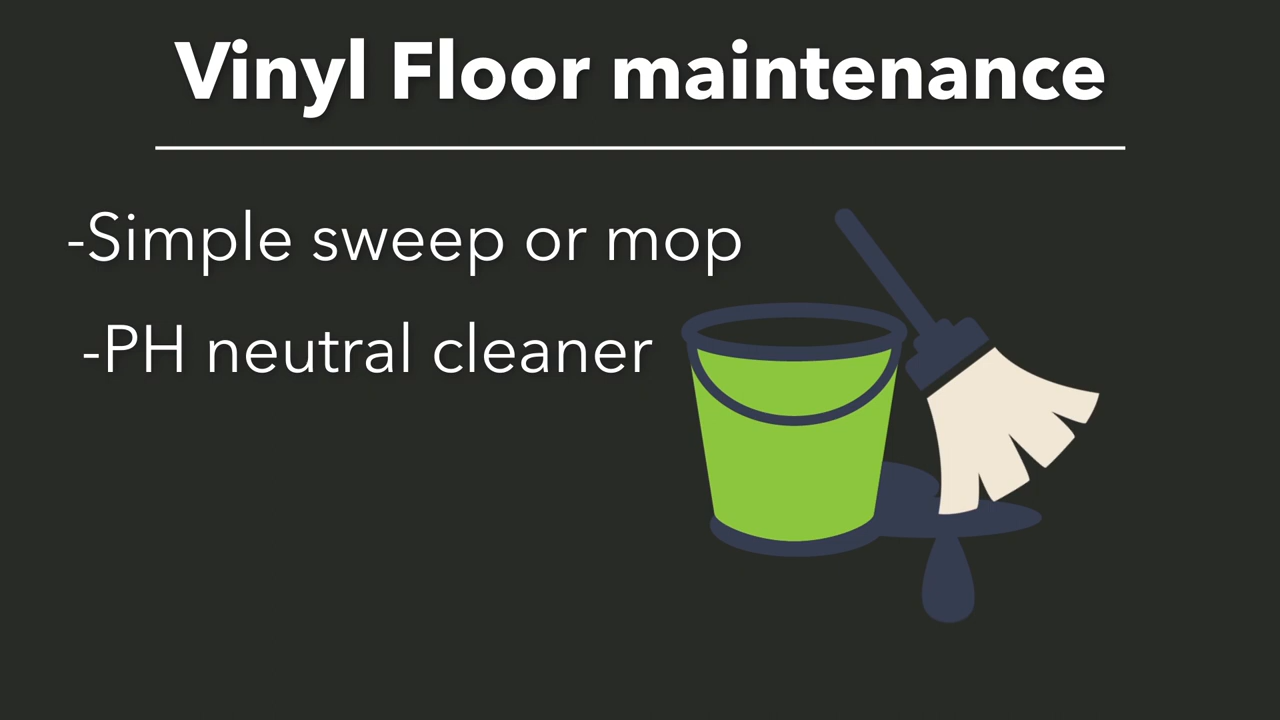 Vinyl Floor maintenance
-Simple sweep or mop
-PH neutral cleaner